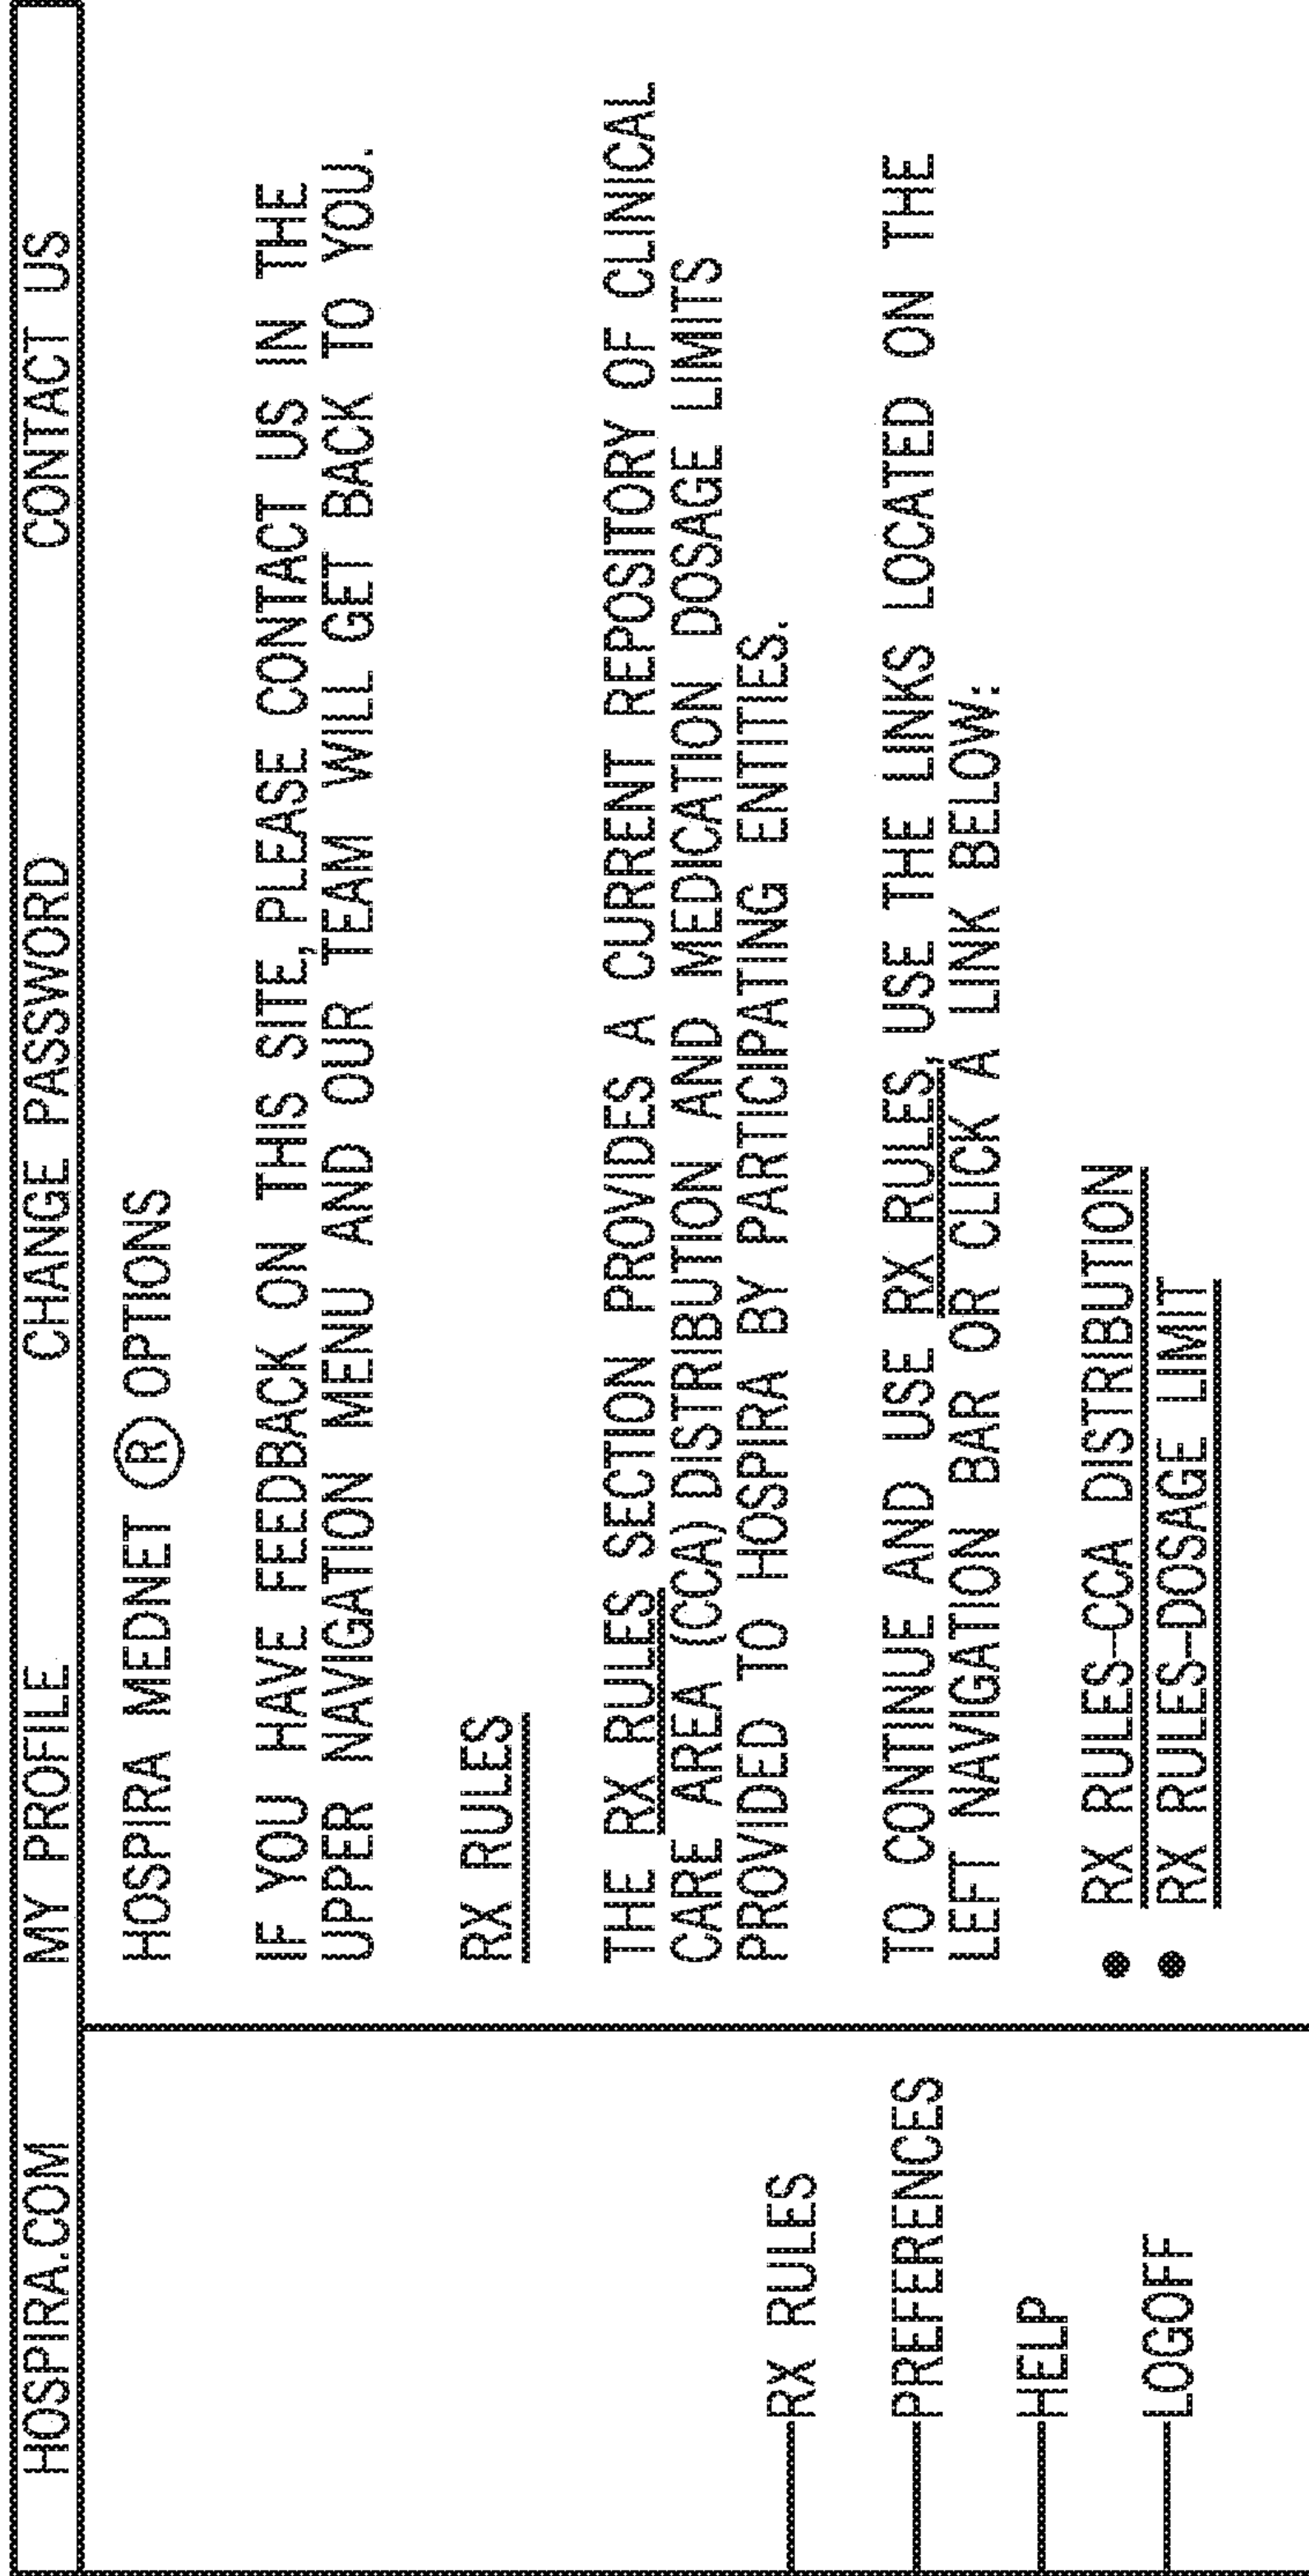 HOSPIRA.COM MY PROFILE CHANGE PASSWORD CONTACT US
HOSPIRA MEDNET ® OPTIONS
IF YOU HAVE FEEDBACK ON THIS SITE, PLEASE CONTACT US IN THE
UPPER NAVIGATION MENU AND OUR TEAM WILL GET BACK TO YOU.
RX RULES
THE RX RULES SECTION PROVIDES A CURRENT REPOSITORY OF CLINICAL
CARE AREA (CCA) DISTRIBUTION AND MEDICATION DOSAGE LIMITS
PROVIDED TO HOSPIRA BY PARTICIPATING ENTITIES.
TO CONTINUE AND USE RX RULES, USE THE LINKS LOCATED ON THE
LEFT NAVIGATION BAR OR CLICK A LINK BELOW:
• RX RULES-CCA DISTRIBUTION
• RX RULES-DOSAGE LIMIT
RX RULES
PREFERENCES
HELP
LOGOFF